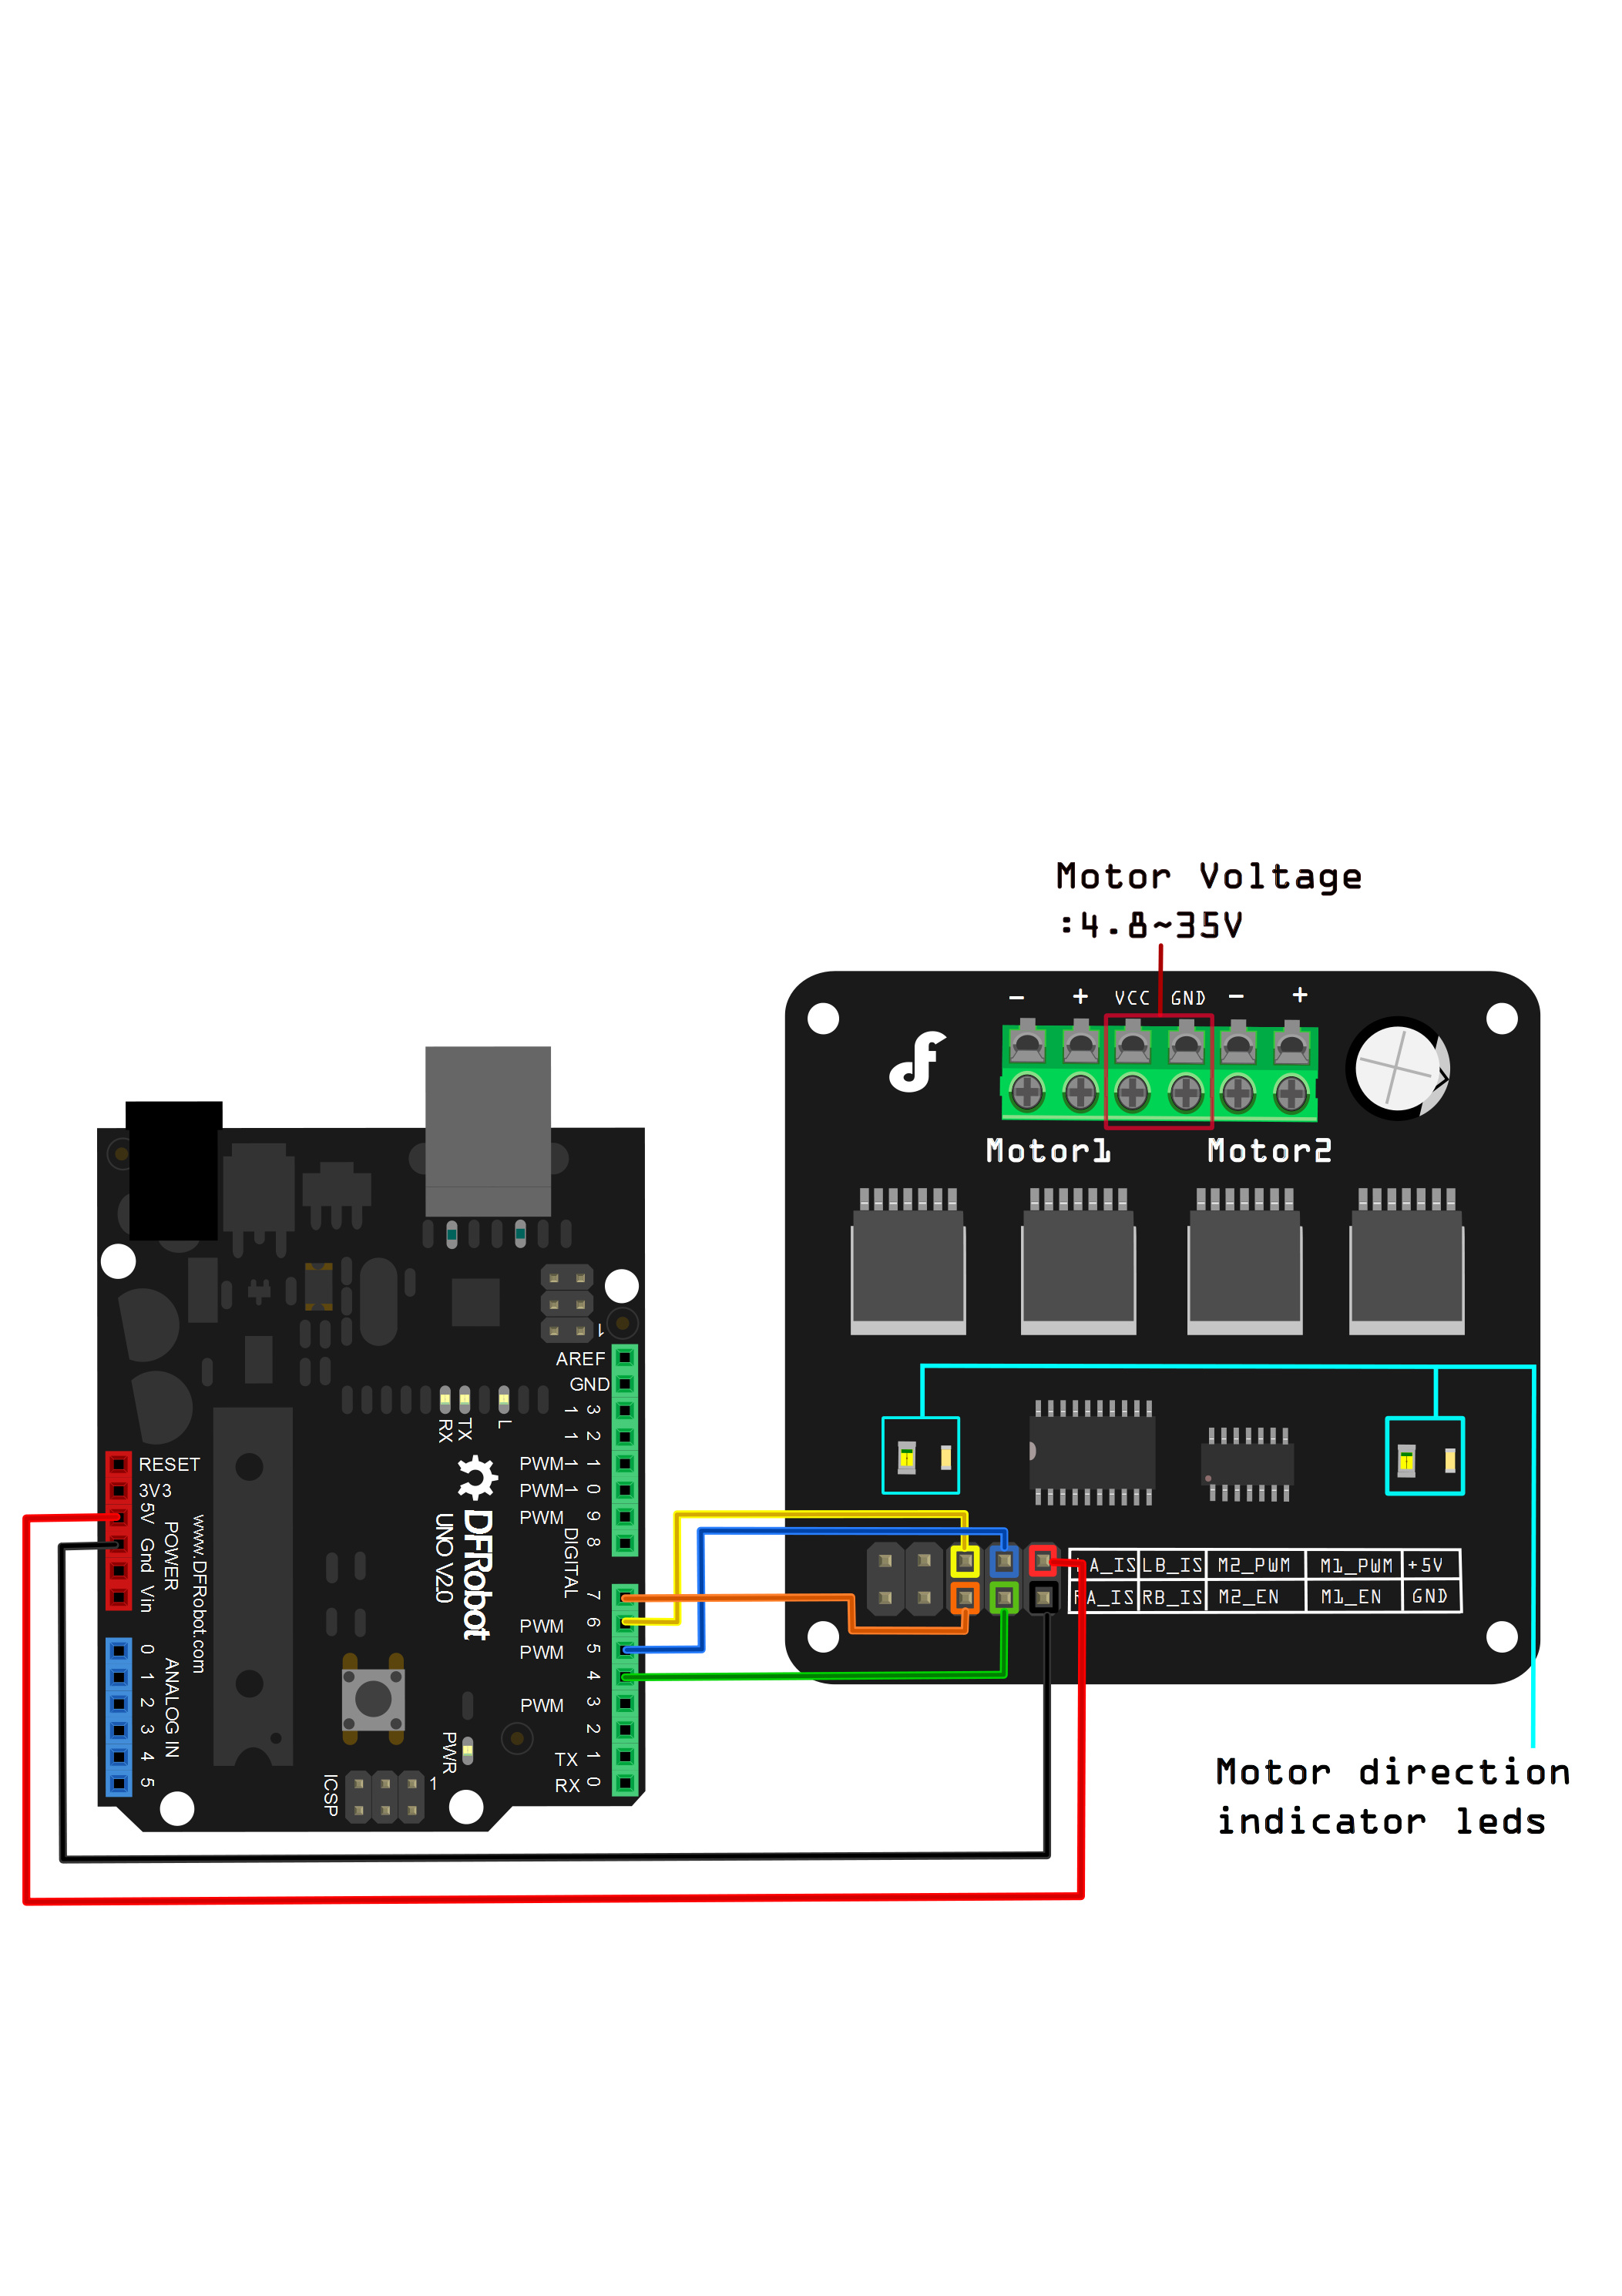 Motor Voltage
:4.8~35V
- + VCC GND - +
Motor1 Motor2
AREF
GND
13
12
PWM 11
PWM 10
PWM 9
8
DIGITAL
7
PWM 6
PWM 5
4
PWM 3
2
TX 1
RX 0
RX
TX
L
1
DFRobot
UNO V2.0
RESET
3V3
5V
Gnd
Vin
POWER
www.DFRobot.com
ANALOG IN
0
1
2
3
4
5
PWR
ICSP
1
A_IS LB_IS M2_PWM M1_PWM +5V
A_IS RB_IS M2_EN M1_EN GND
Motor direction
indicator leds